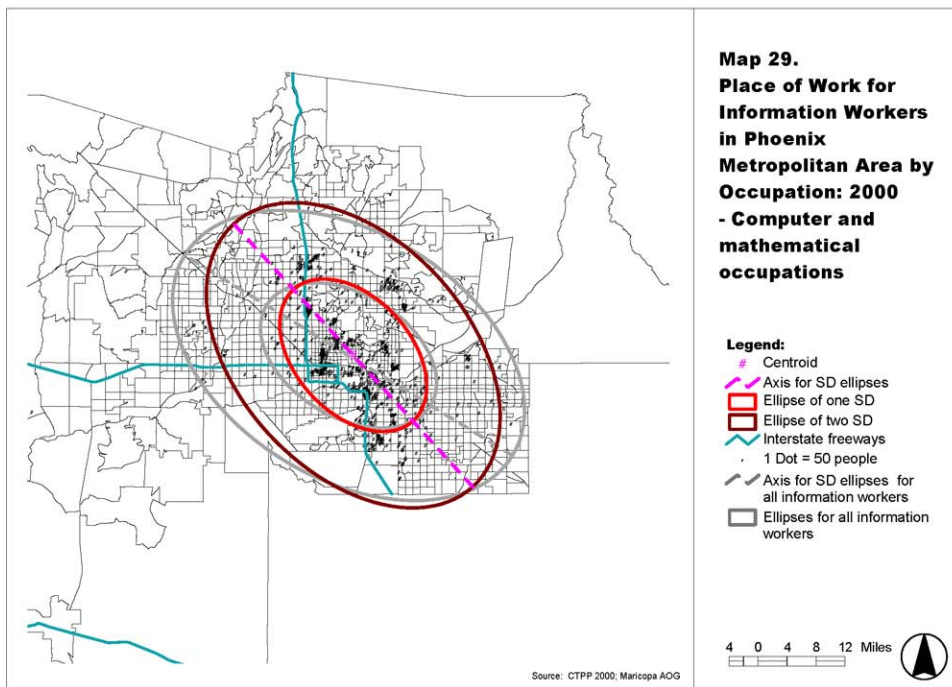 Map 29.
Place of Work for
Information Workers
in Phoenix
Metropolitan Area by
Occupation: 2000
- Computer and
mathematical
occupations
Legend:
# Centroid
Axis for SD ellipses
Ellipse of one SD
Ellipse of two SD
Interstate freeways
1 Dot = 50 people
Axis for SD ellipses for
all information workers
Ellipses for all information
workers
4 0 4 8 12 Miles
Source: CTPP 2000; Maricopa AOG